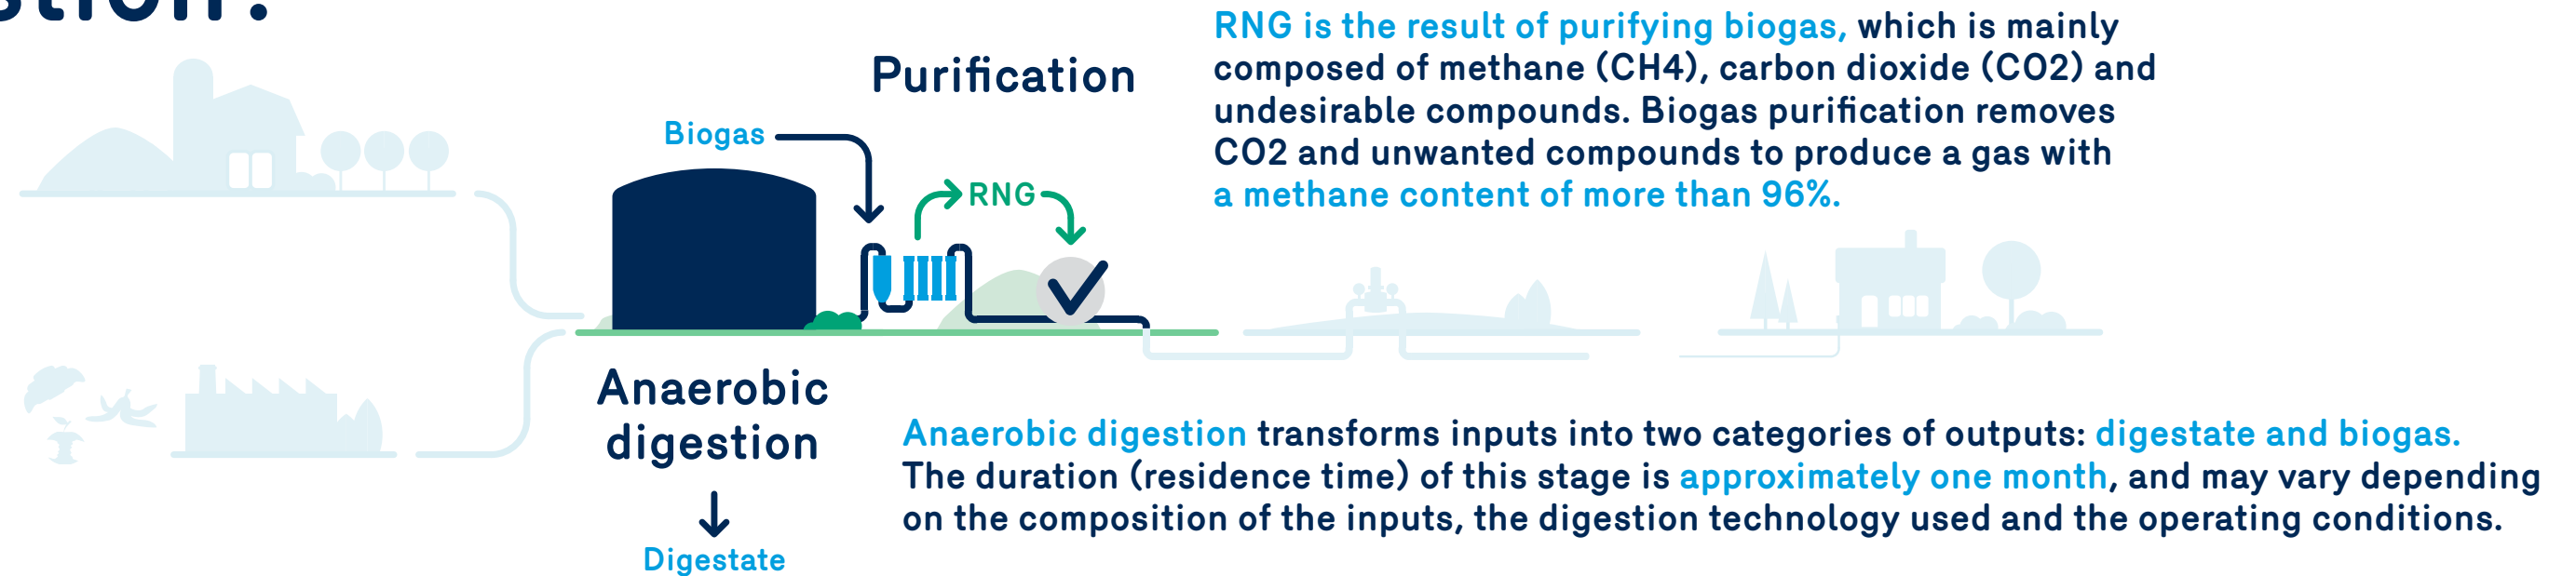 Purification
RNG is the result of purifying biogas, which is mainly
composed of methane (CH4), carbon dioxide (CO2) and
undesirable compounds. Biogas purification removes
CO2 and unwanted compounds to produce a gas with
a methane content of more than 96%.
Biogas
RNG
Anaerobic
digestion
Digestate
Anaerobic digestion transforms inputs into two categories of outputs: digestate and biogas.
The duration (residence time) of this stage is approximately one month, and may vary depending
on the composition of the inputs, the digestion technology used and the operating conditions.